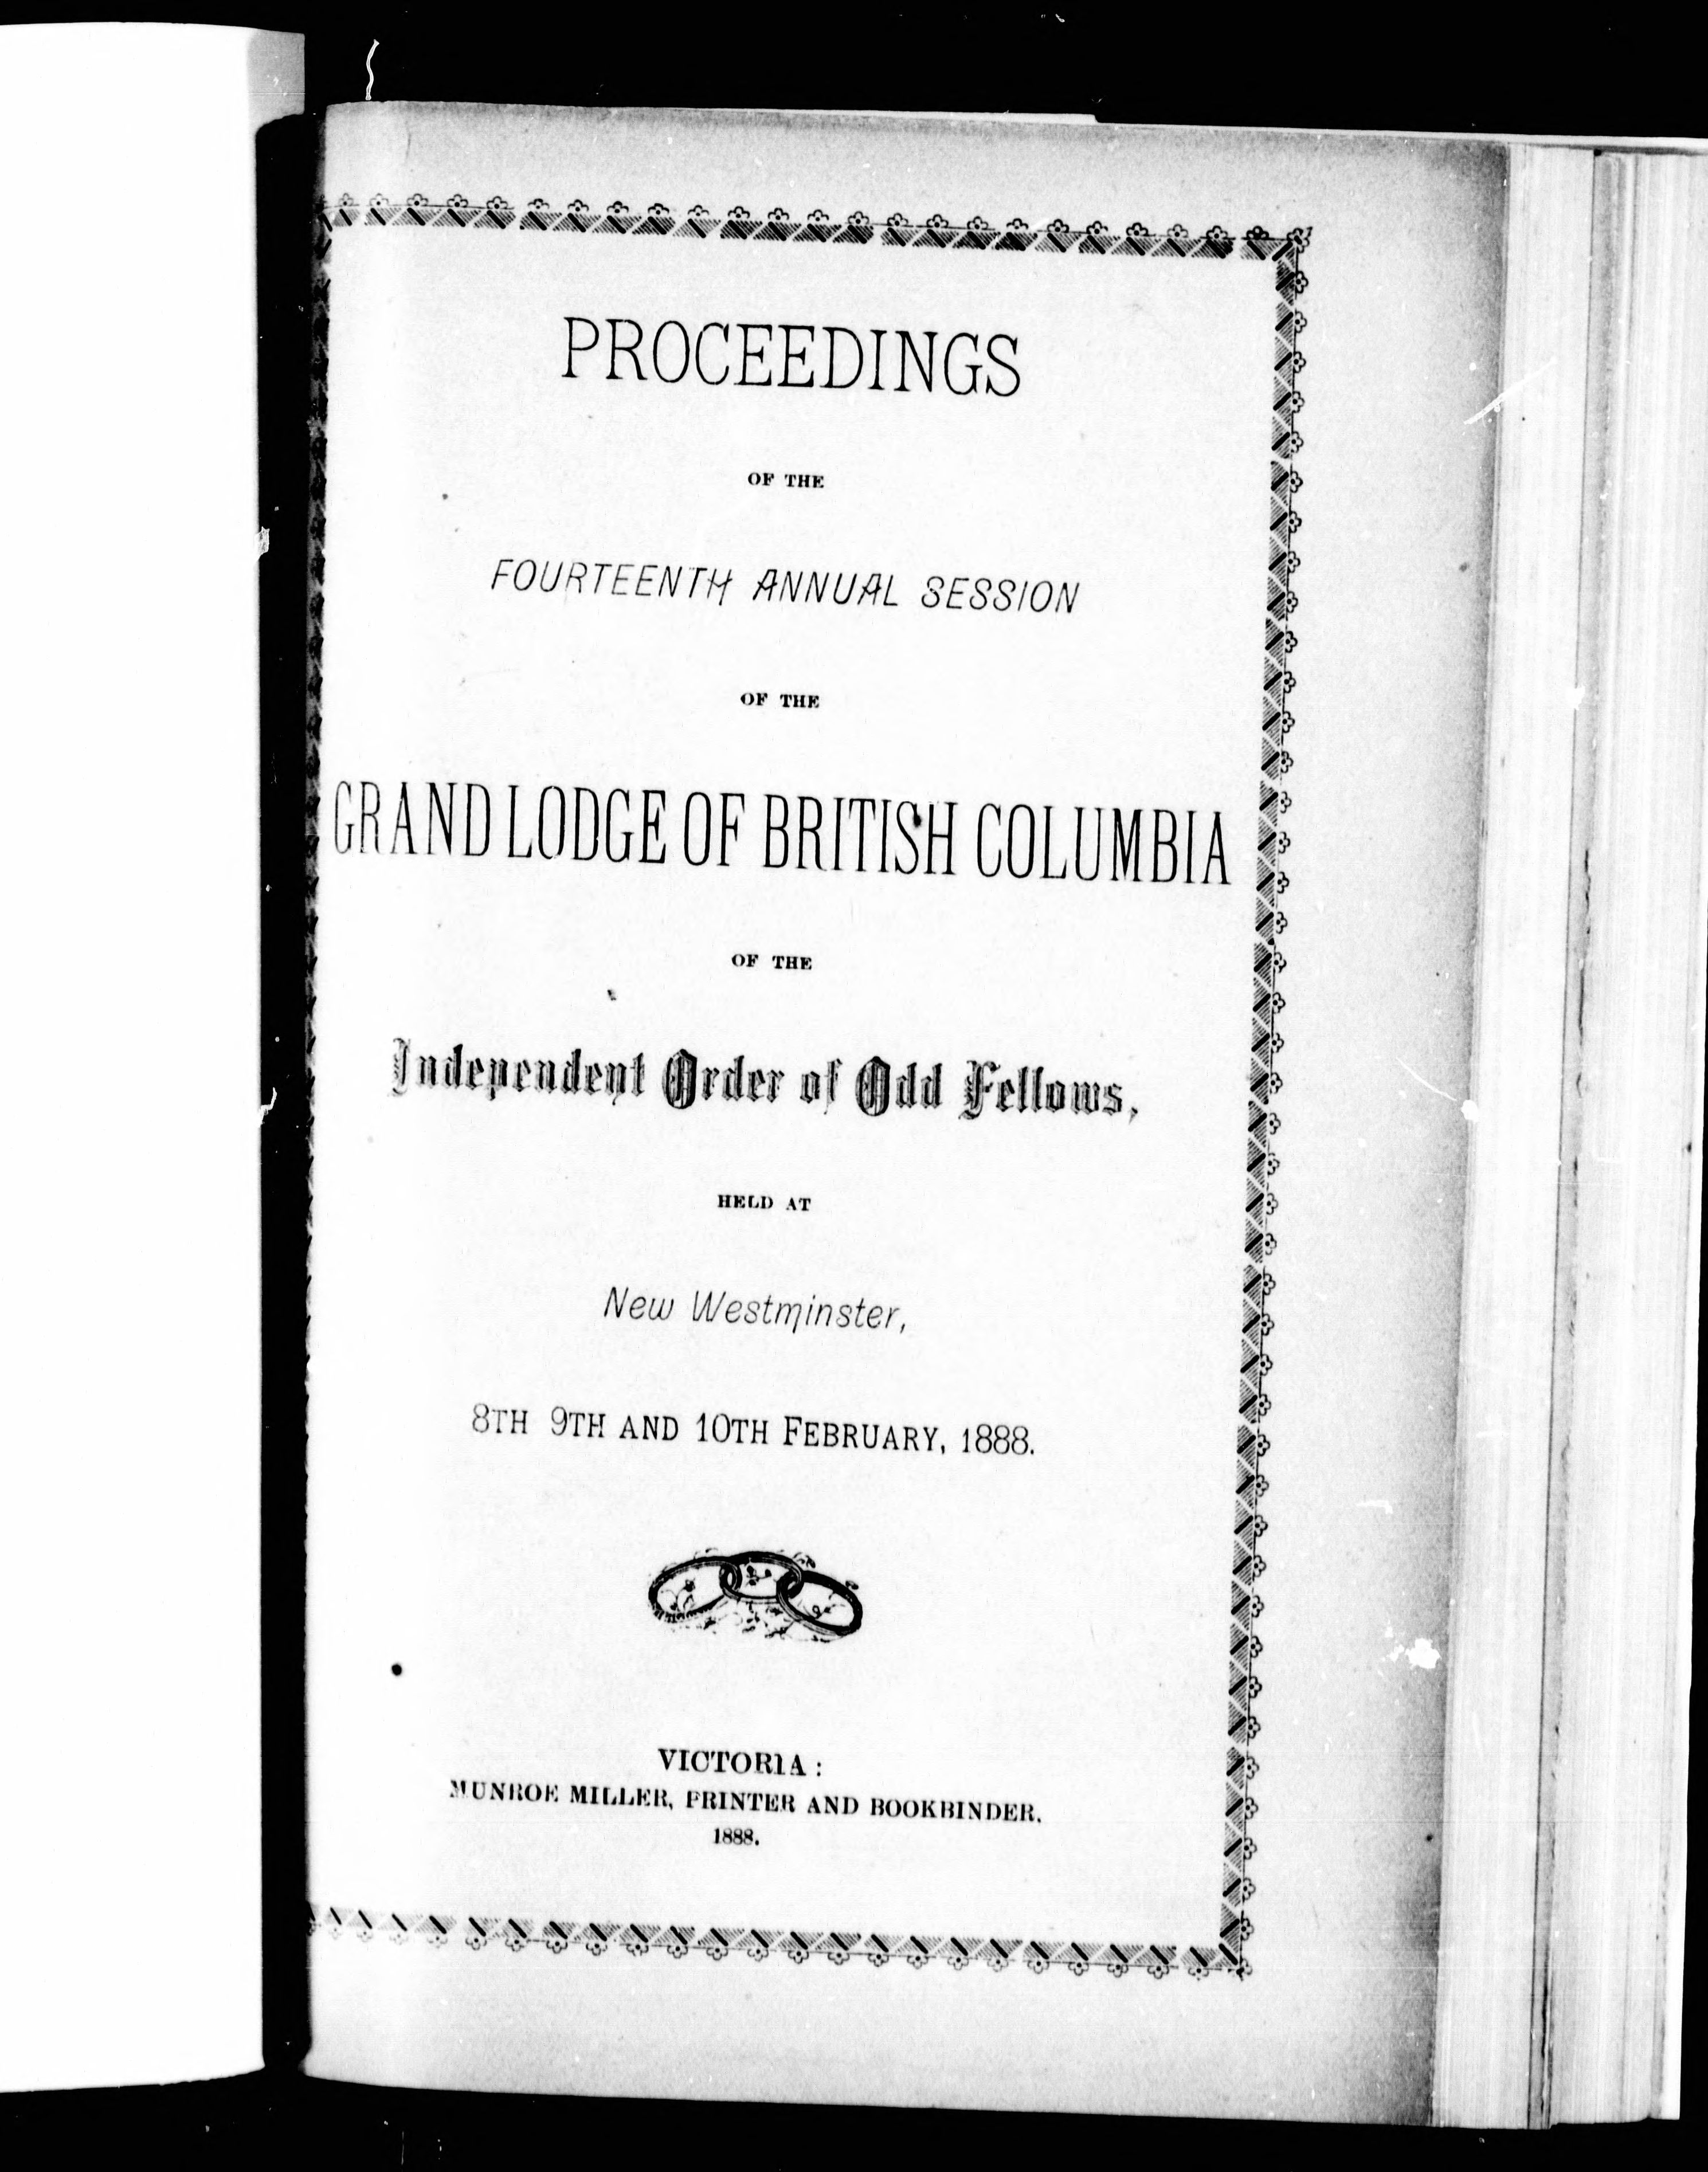 PROCEEDINGS
OF THE
FOURTEENTH ANNUAL SESSION
OF THE
GRAND LODGE OF BRITISH COLUMBIA
OF THE
Independent Order of Odd Fellows,
HELD AT
New Westminster,
8TH 9TH AND 10TH FEBRUARY, 1888.
VICTORIA:
MUNROE MILLER, PRINTER AND BOOKBINDER.
1888.